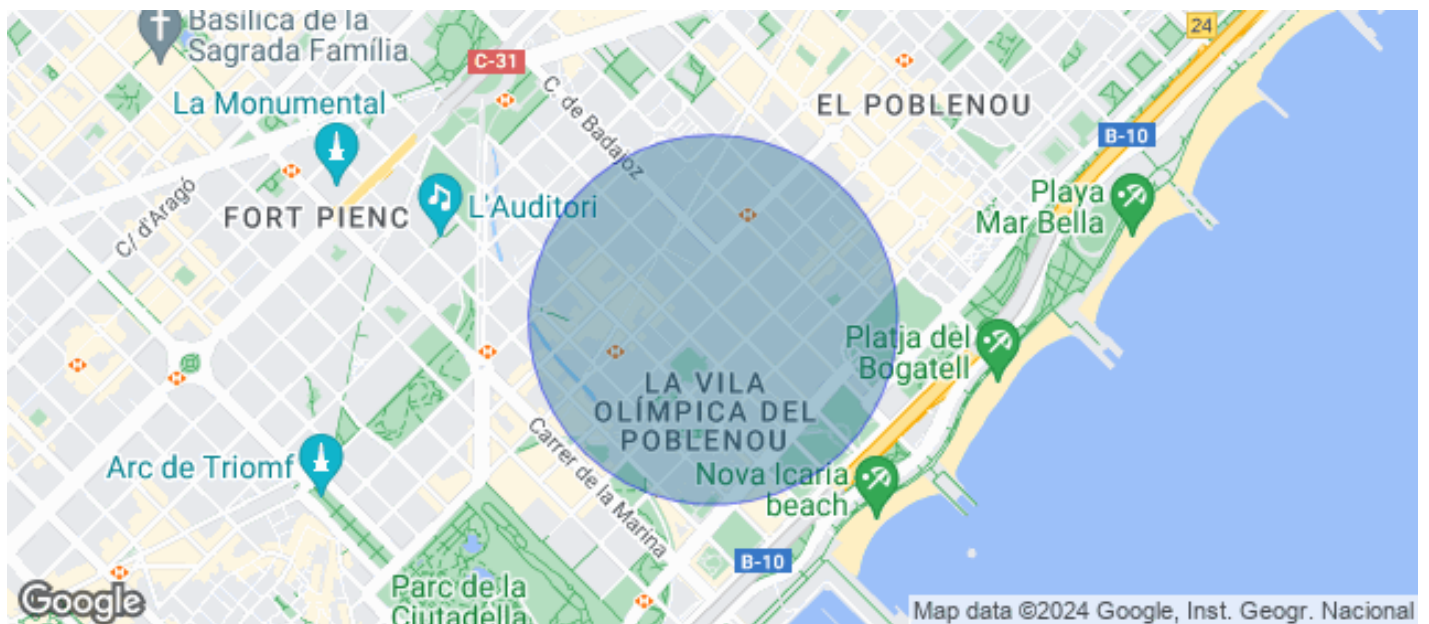 Basílica de la
Sagrada Família
24
C-31
La Monumental
C. de Badajoz
EL POBLENOU
B-10
C/ d'Aragó
FORT PIENC
L'Auditori
Playa
Mar Bella
Platja del
Bogatell
LA VILA
OLÍMPICA DEL
POBLENOU
Arc de Triomf
Carrer de la Marina
Nova Icaria
beach
B-10
Parc de la
Ciutadella
Google
Map data ©2024 Google, Inst. Geogr. Nacional